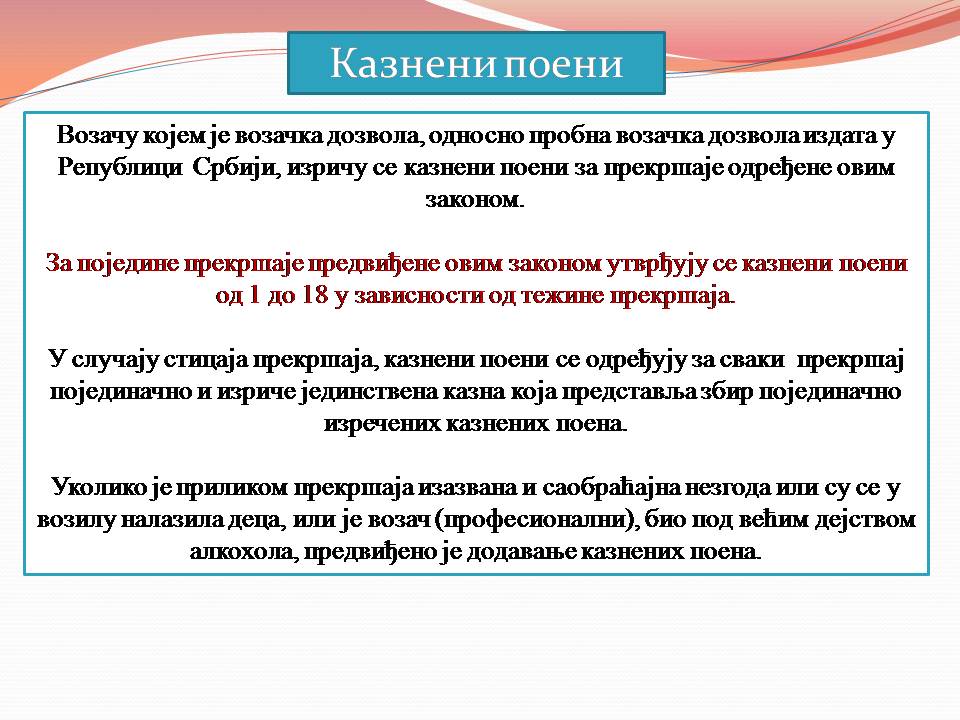 Казнени поени
Возачу којем је возачка дозвола, односно пробна возачка дозвола издата у
Републици Србији, изричу се казнени поени за прекршаје одређене овим
законом.
За поједине прекршаје предвиђене овим законом утврђују се казнени поени
од 1 до 18 у зависности од тежине прекршаја.
У случају стицаја прекршаја, казнени поени се одређују за сваки прекршај
појединачно и изриче јединствена казна која представља збир појединачно
изречених казнених поена.
Уколико је приликом прекршаја изазвана и саобраћајна незгода или су се у
возилу налазила деца, или је возач (професионални), био под већим дејством
алкохола, предвиђено је додавање казнених поена.